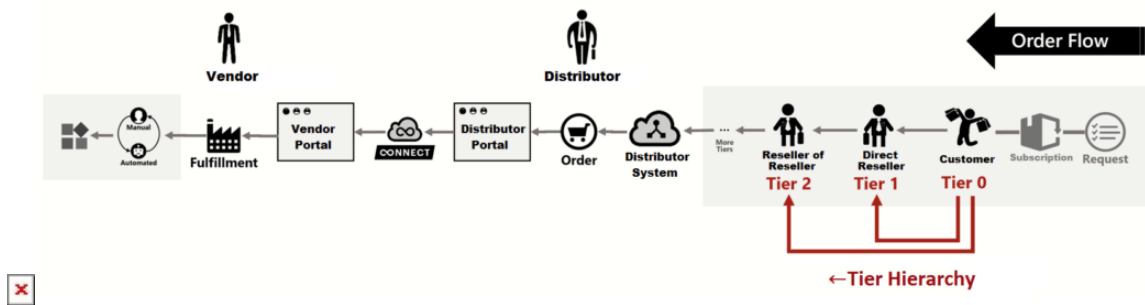 Order Flow
Vendor
Distributor
Manual
Automated
Fulfillment
Vendor
Portal
CONNECT
Distributor
Portal
Order
Distributor
System
...
More
Tiers
Reseller of
Reseller
Tier 2
Direct
Reseller
Tier 1
Customer
Tier 0
Subscription
Request
←Tier Hierarchy